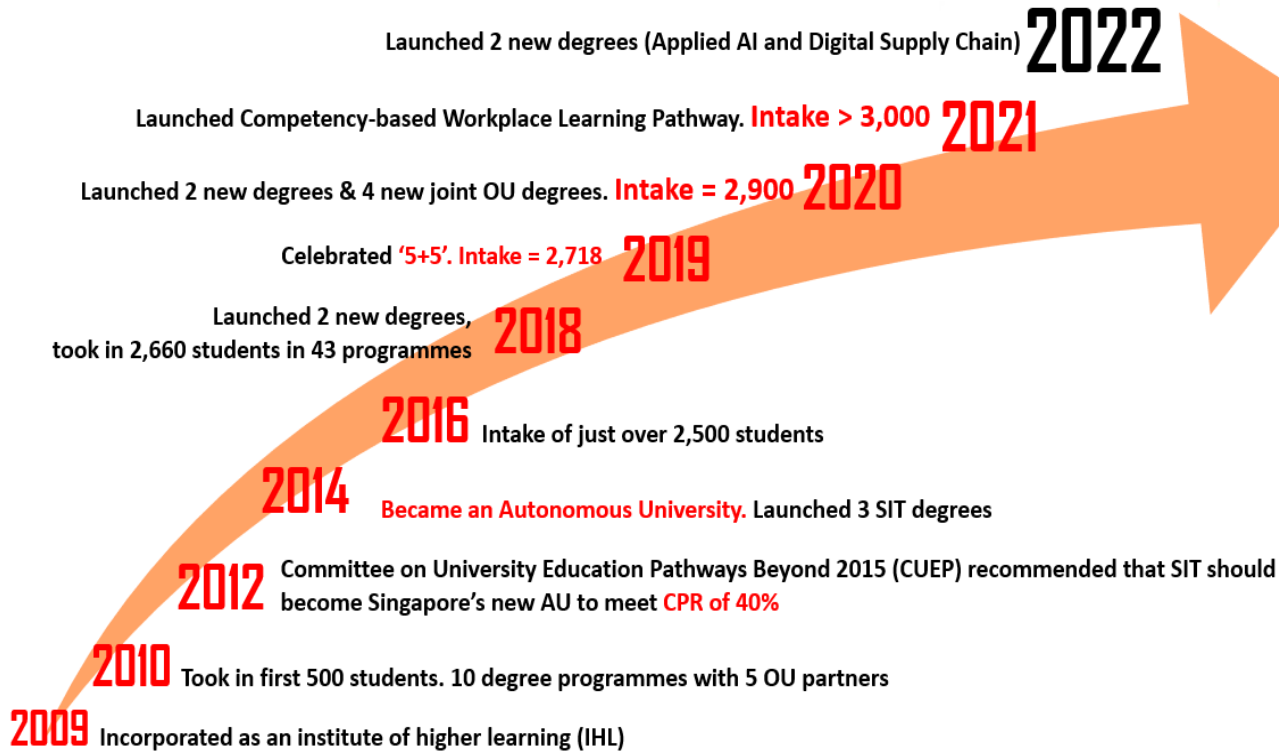 Launched 2 new degrees (Applied AI and Digital Supply Chain) 2022
Launched Competency-based Workplace Learning Pathway. Intake > 3,000 2021
Launched 2 new degrees & 4 new joint OU degrees. Intake = 2,900 2020
Celebrated ‘5+5’. Intake = 2,718 2019
Launched 2 new degrees,
took in 2,660 students in 43 programmes 2018
2016 Intake of just over 2,500 students
2014 Became an Autonomous University. Launched 3 SIT degrees
2012 Committee on University Education Pathways Beyond 2015 (CUEP) recommended that SIT should
become Singapore’s new AU to meet CPR of 40%
2010 Took in first 500 students. 10 degree programmes with 5 OU partners
2009 Incorporated as an institute of higher learning (IHL)